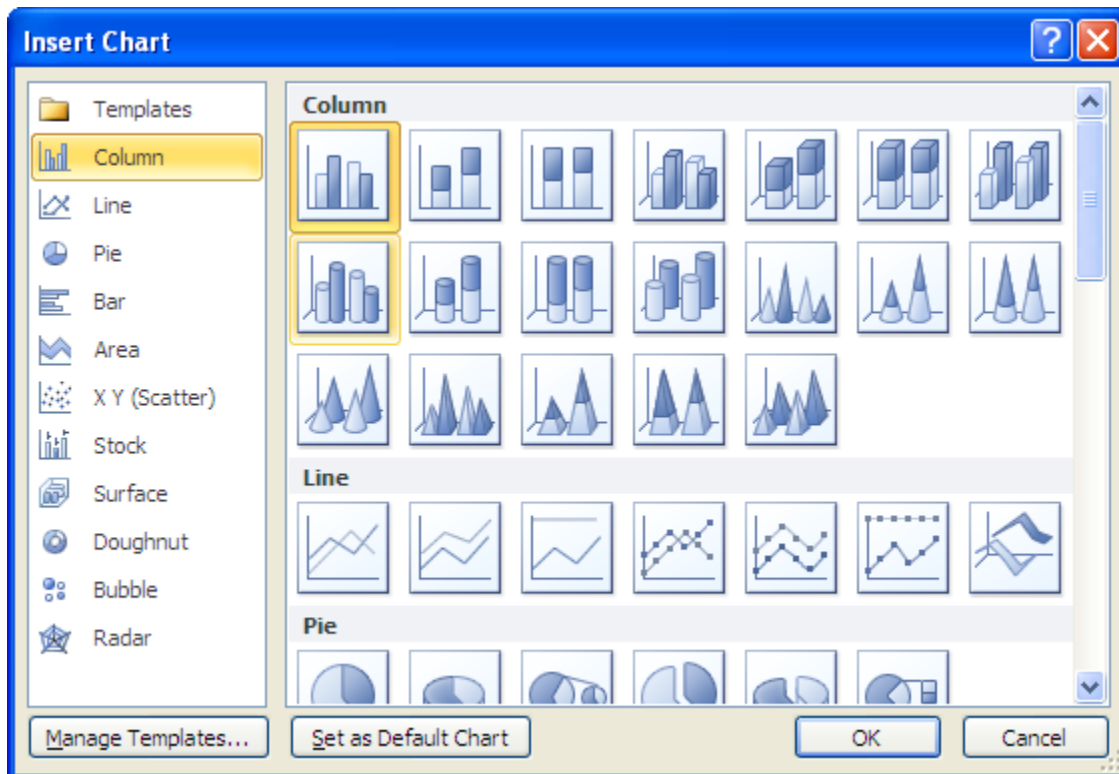 Insert Chart
Templates
Column
Line
Pie
Bar
Area
X Y (Scatter)
Stock
Surface
Doughnut
Bubble
Radar
Column
Line
Pie
Manage Templates...
Set as Default Chart
OK
Cancel